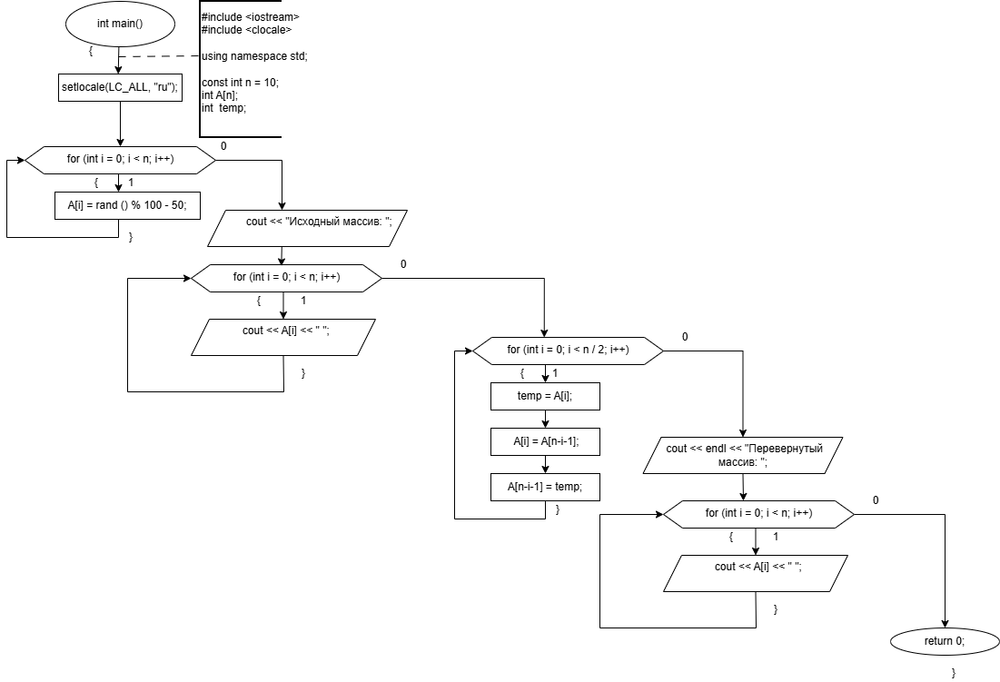 int main()
{
#include <iostream>
#include <clocale>
using namespace std;
const int n = 10;
int A[n];
int  temp;
setlocale(LC_ALL, "ru");
for (int i = 0; i < n; i++)
0
{
1
A[i] = rand () % 100 - 50;
}
cout << "Исходный массив: ";
for (int i = 0; i < n; i++)
0
{
1
cout << A[i] << " ";
}
for (int i = 0; i < n / 2; i++)
0
{
1
temp = A[i];
A[i] = A[n-i-1];
A[n-i-1] = temp;
}
cout << endl << "Перевернутый
массив: ";
for (int i = 0; i < n; i++)
0
{
1
cout << A[i] << " ";
}
return 0;
}